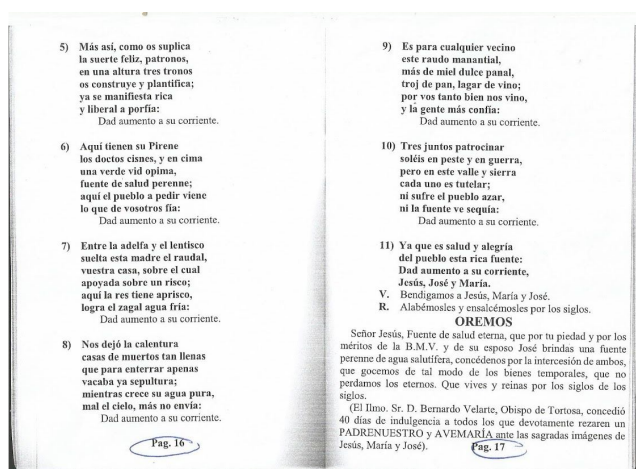 5) Más así, como os suplica
la suerte feliz, patronos,
en una altura tres tronos
os construye y plantifica;
ya se manifiesta rica
y liberal a porfía:
Dad aumento a su corriente.
6) Aquí tienen su Pirene
los doctos cisnes, y en cima
una verde vid opima,
fuente de salud perenne;
aquí el pueblo a pedir viene
lo que de vosotros fía:
Dad aumento a su corriente.
7) Entre la adelfa y el lentisco
suelta esta madre el raudal,
vuestra casa, sobre el cual
apoyada sobre un risco;
aquí la res tiene aprisco,
logra el zagal agua fría:
Dad aumento a su corriente.
8) Nos dejó la calentura
casas de muertos tan llenas
que para enterrar apenas
vacaba ya sepultura;
mientras crece su agua pura,
mal el cielo, más no envía:
Dad aumento a su corriente.
Pag. 16
9) Es para cualquier vecino
este raudo manantial,
más de miel dulce panal,
troj de pan, lagar de vino;
por vos tanto bien nos vino,
y la gente más confía:
Dad aumento a su corriente.
10) Tres juntos patrocinar
soléis en peste y en guerra,
pero en este valle y sierra
cada uno es tutelar;
ni sufre el pueblo azar,
ni la fuente ve sequía:
Dad aumento a su corriente.
11) Ya que es salud y alegría
del pueblo esta rica fuente:
Dad aumento a su corriente,
Jesús, José y María.
V. Bendigamos a Jesús, María y José.
R. Alabémosles y ensalcémosles por los siglos.
OREMOS
Señor Jesús, Fuente de salud eterna, que por tu piedad y por los
méritos de la B.M.V. y de su esposo José brindas una fuente
perenne de agua salutífera, concédenos por la intercesión de ambos,
que gocemos de tal modo de los bienes temporales, que no
perdamos los eternos. Que vives y reinas por los siglos de los
siglos.
(El Ilmo. Sr. D. Bernardo Velarte, Obispo de Tortosa, concedió
40 días de indulgencia a todos los que devotamente rezaren un
PADRENUESTRO y AVEMARÍA ante las sagradas imágenes de
Jesús, María y José).
Pag. 17